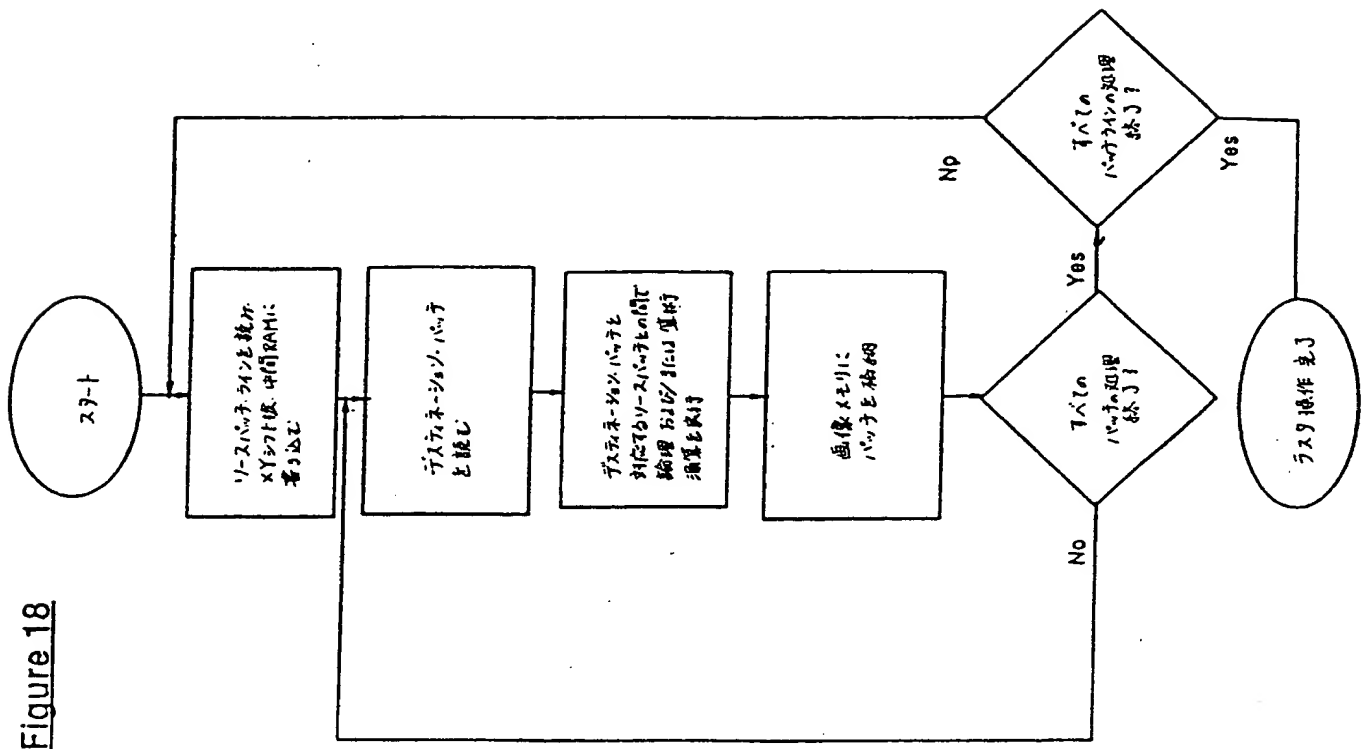 Figure 18
スタート
リースパッチ・ラインを読み
XYシフト後、中間RAMに
書き込む
デスティネーション・パッチ
を読む
デスティネーション・パッチと
対応するソースパッチとの間で
論理および/または 算術
演算を実行
画像メモリに
パッチを格納
すべての
パッチの処理
終了?
No
Yes
すべての
パッチラインの処理
終了?
No
Yes
ラスタ操作 完了